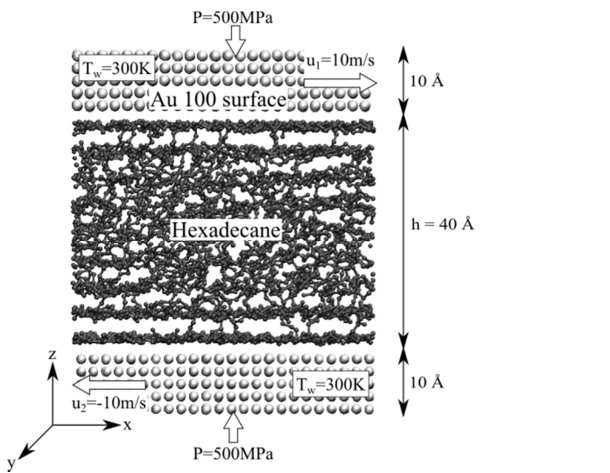 P=500MPa
T_w=300K
u_1=10m/s
10 Å
Au 100 surface
Hexadecane
h = 40 Å
z
T_w=300K
10 Å
u_2=-10m/s
x
y
P=500MPa